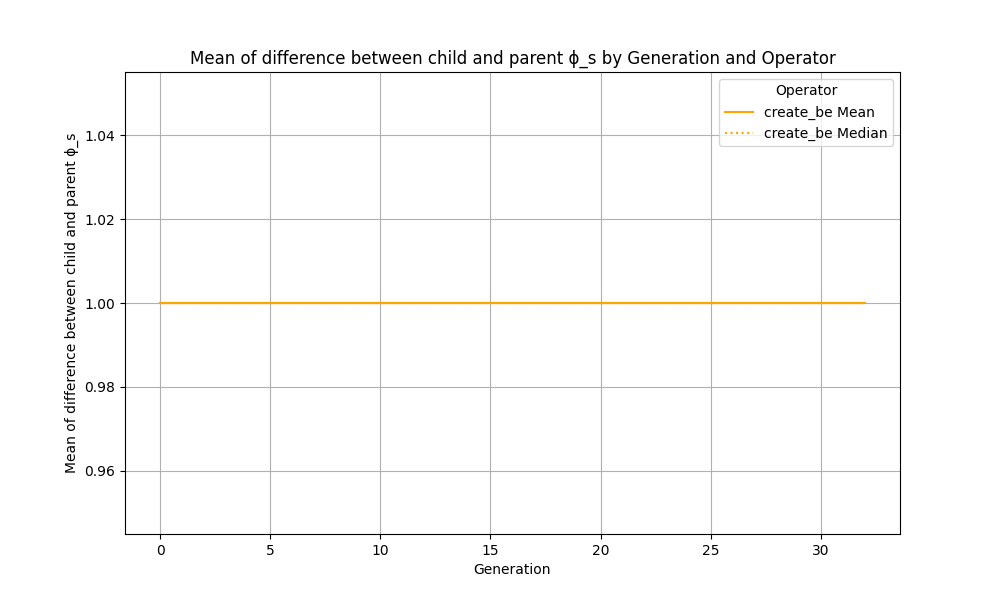 Mean of difference between child and parent ϕ_s by Generation and Operator
Mean of difference between child and parent ϕ_s
1.04
1.02
1.00
0.98
0.96
Operator
create_be Mean
create_be Median
0 5 10 15 20 25 30
Generation